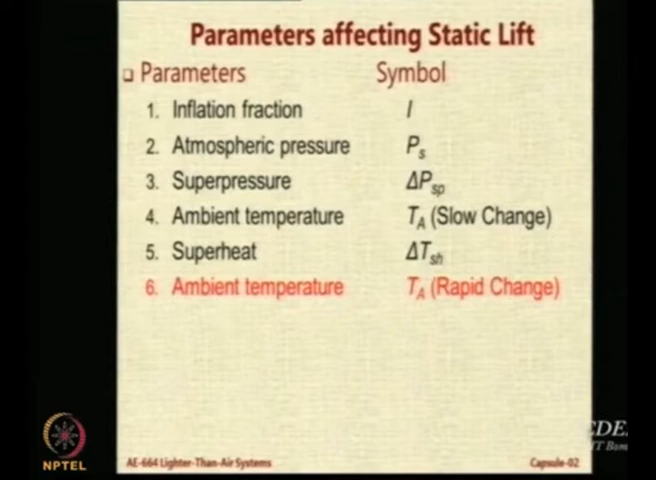 Parameters affecting Static Lift
❑ Parameters Symbol
1. Inflation fraction I
2. Atmospheric pressure Ps
3. Superpressure ΔPsp
4. Ambient temperature TA (Slow Change)
5. Superheat ΔTsh
6. Ambient temperature TA (Rapid Change)
NPTEL
AE-664 Lighter-Than-Air Systems
Capsule-02